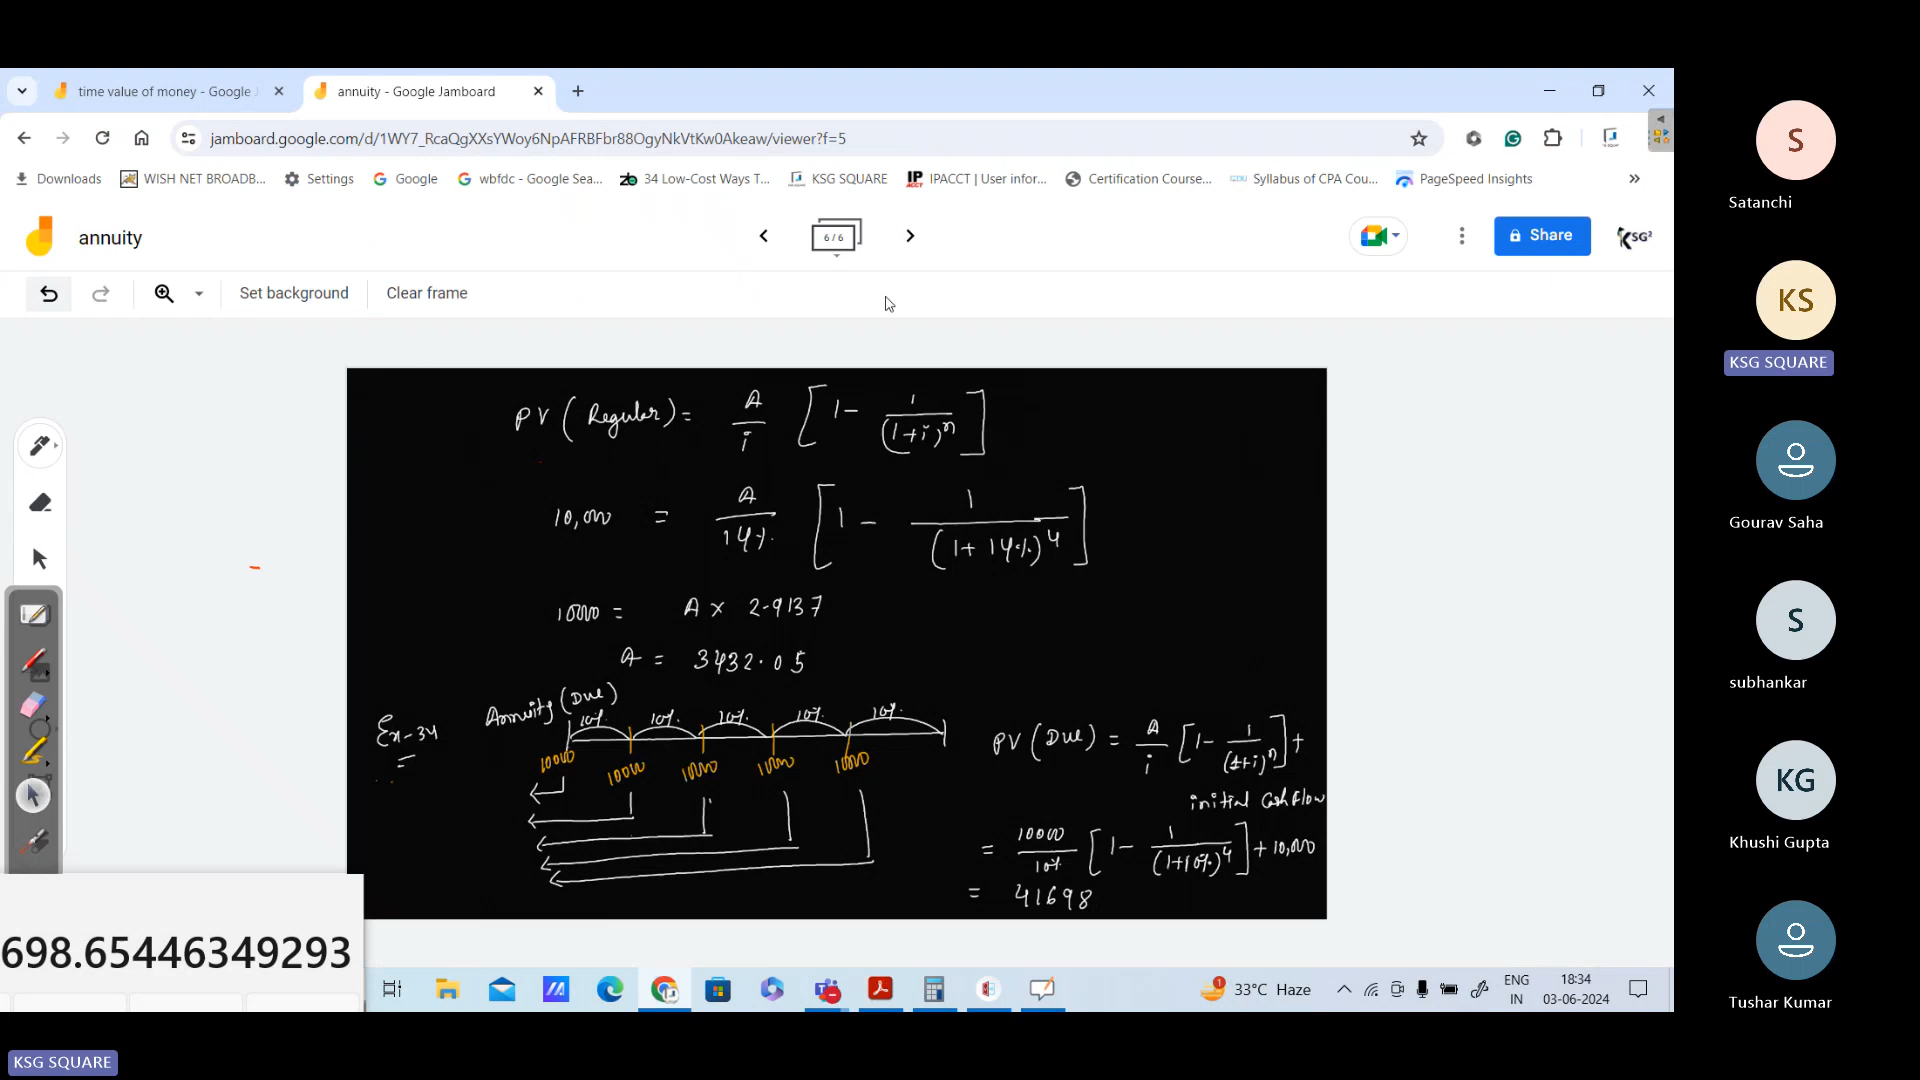 time value of money - Google J
annuity - Google Jamboard
jamboard.google.com/d/1WY7_RcaQgXXsYWoy6NpAFRBFbr88OgyNkVtKw0Akeaw/viewer?f=5
Downloads WISH NET BROADB... Settings Google wbfdc - Google Sea... 34 Low-Cost Ways T... KSG SQUARE IPACCT | User infor... Certification Course... Syllabus of CPA Cou... PageSpeed Insights
annuity
6 / 6
Share
KSG²
Set background Clear frame
PV (Regular) = A/i [1 - 1/(1+i)^n]
10,000 = A/14% [1 - 1/(1+14%)^4]
10000 = A × 2.9137
A = 3432.05
Ex-34
Annuity (Due)
10% 10% 10% 10% 10%
10000 10000 10000 10000 10000
PV (Due) = A/i [1 - 1/(1+i)^n] +
initial Cashflow
= 10000/10% [1 - 1/(1+10%)^4] + 10,000
= 41698
698.65446349293
33°C Haze
ENG
IN
18:34
03-06-2024
S
Satanchi
KS
KSG SQUARE
Gourav Saha
S
subhankar
KG
Khushi Gupta
Tushar Kumar
KSG SQUARE